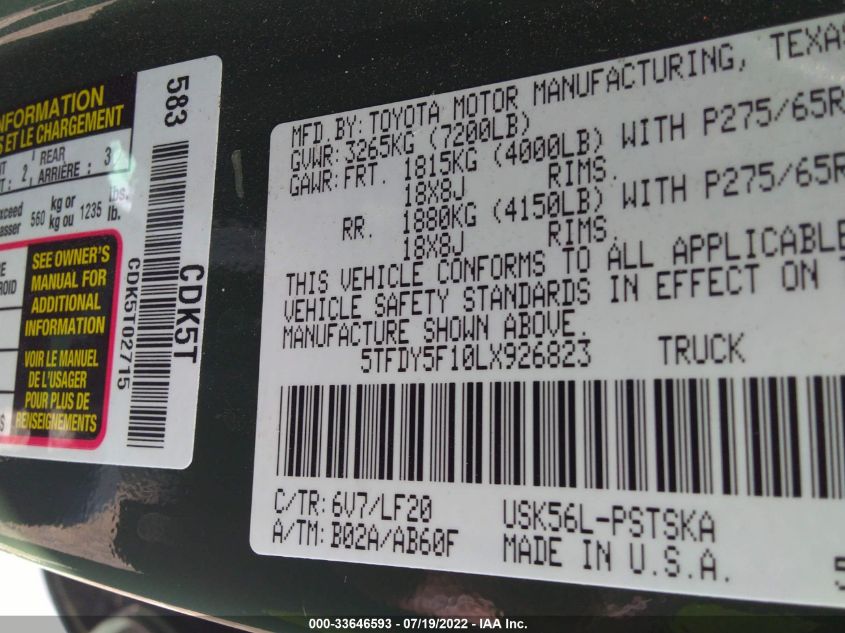 INFORMATION
ET LE CHARGEMENT
2 REAR 3
ARRIÈRE :
560 kg or 1235 lbs.
kg ou lb.
SEE OWNER'S
MANUAL FOR
ADDITIONAL
INFORMATION
VOIR LE MANUEL
DE L'USAGER
POUR PLUS DE
RENSEIGNEMENTS
583
CDK5T
CDK5T02715
MFD.BY:TOYOTA MOTOR MANUFACTURING, TEXAS
GVWR:3265KG (7200LB)
GAWR:FRT. 1815KG (4000LB) WITH P275/65R
18X8J RIMS,
RR. 1880KG (4150LB) WITH P275/65R
18X8J RIMS,
THIS VEHICLE CONFORMS TO ALL APPLICABLE
VEHICLE SAFETY STANDARDS IN EFFECT ON
MANUFACTURE SHOWN ABOVE.
5TFDY5F10LX926823 TRUCK
C/TR:6V7/LF20 USK56L-PSTSKA
A/TM:B02A/AB60F MADE IN U.S.A.
000-33646593 - 07/19/2022 - IAA Inc.